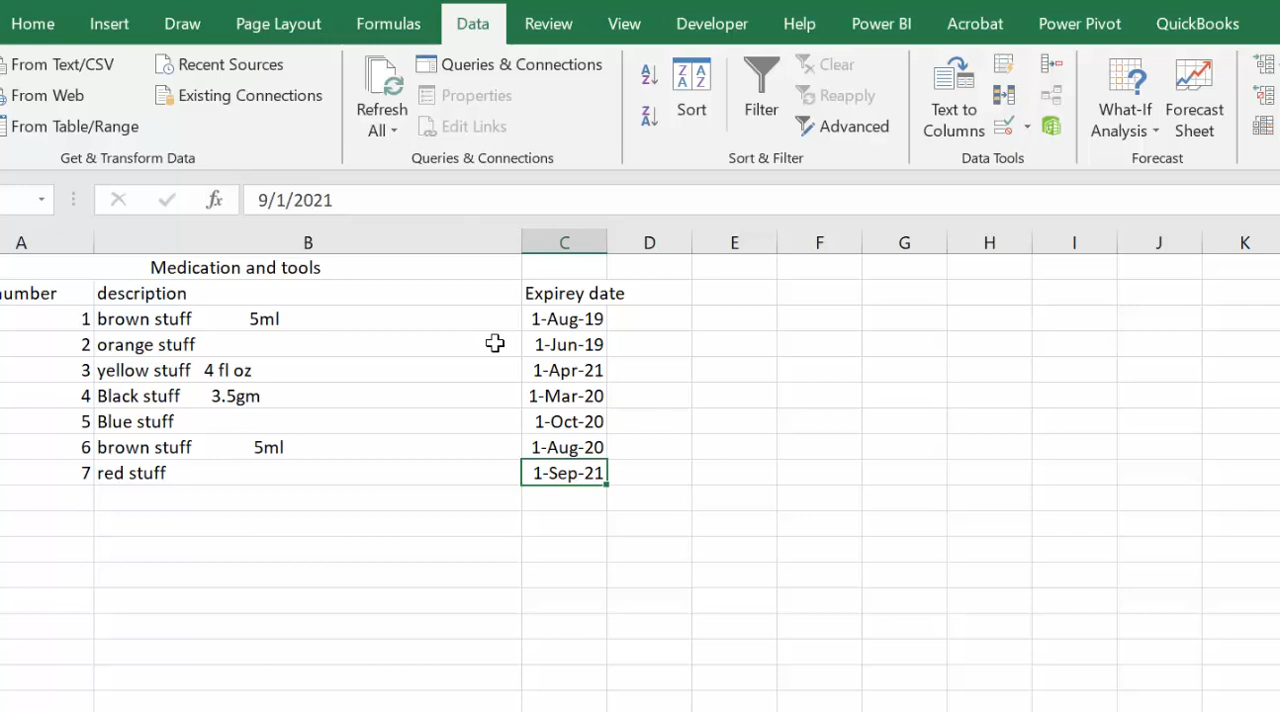 Home Insert Draw Page Layout Formulas Data Review View Developer Help Power BI Acrobat Power Pivot QuickBooks
From Text/CSV Recent Sources Queries & Connections Clear
From Web Existing Connections Properties Reapply
From Table/Range Edit Links Advanced
Refresh All Sort Filter Text to Columns What-If Analysis Forecast Sheet
Get & Transform Data Queries & Connections Sort & Filter Data Tools Forecast
fx 9/1/2021
A B C D E F G H I J K
Medication and tools
number description Expirey date
1 brown stuff 5ml 1-Aug-19
2 orange stuff 1-Jun-19
3 yellow stuff 4 fl oz 1-Apr-21
4 Black stuff 3.5gm 1-Mar-20
5 Blue stuff 1-Oct-20
6 brown stuff 5ml 1-Aug-20
7 red stuff 1-Sep-21